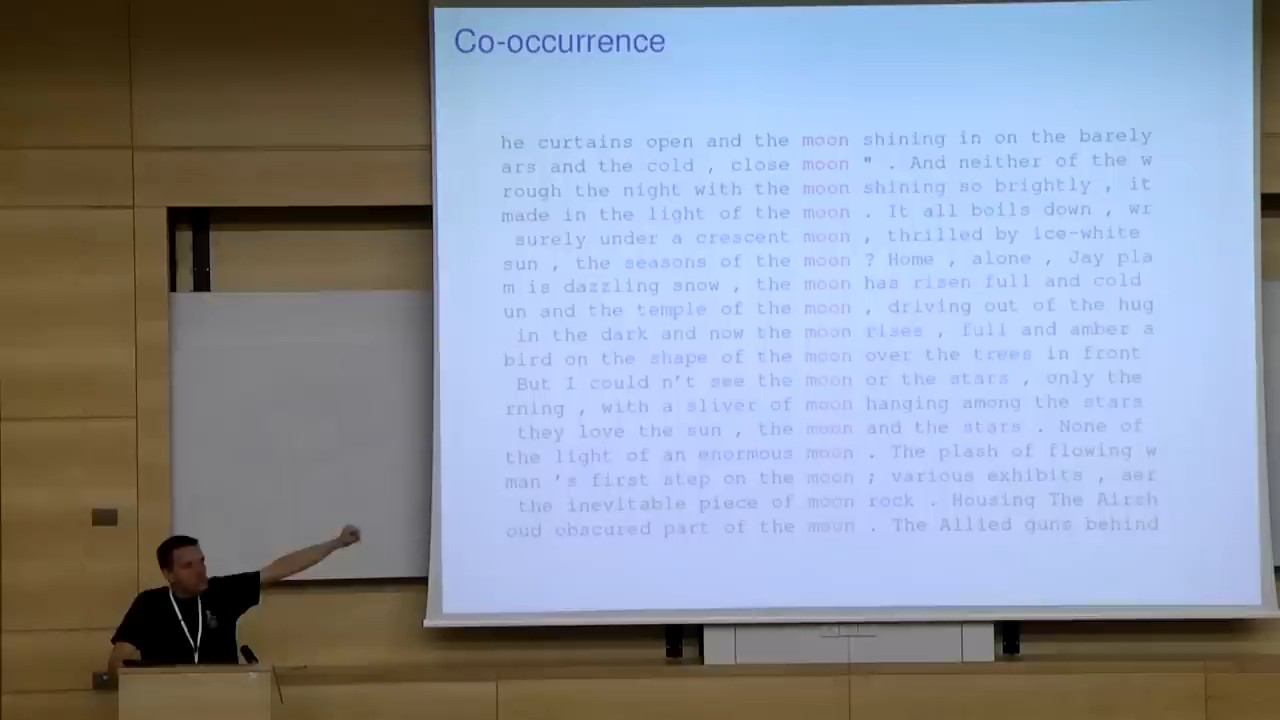 Co-occurrence
he curtains open and the moon shining in on the barely
ars and the cold , close moon " . And neither of the w
rough the night with the moon shining so brightly , it
made in the light of the moon . It all boils down , wr
surely under a crescent moon , thrilled by ice-white
sun , the seasons of the moon ? Home , alone , Jay pla
m is dazzling snow , the moon has risen full and cold
un and the temple of the moon , driving out of the hug
in the dark and now the moon rises , full and amber a
bird on the shape of the moon over the trees in front
But I could n't see the moon or the stars , only the
rning , with a sliver of moon hanging among the stars
they love the sun , the moon and the stars . None of
the light of an enormous moon . The plash of flowing w
man 's first step on the moon ; various exhibits , aer
the inevitable piece of moon rock . Housing The Airsh
oud obscured part of the moon . The Allied guns behind